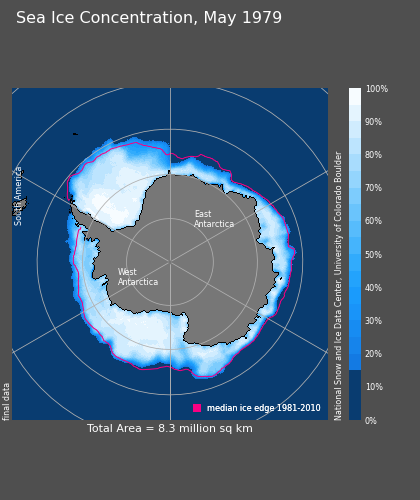 Sea Ice Concentration, May 1979
100%
90%
80%
70%
60%
50%
40%
30%
20%
10%
0%
South America
East
Antarctica
West
Antarctica
National Snow and Ice Data Center, University of Colorado Boulder
final data
median ice edge 1981-2010
Total Area = 8.3 million sq km